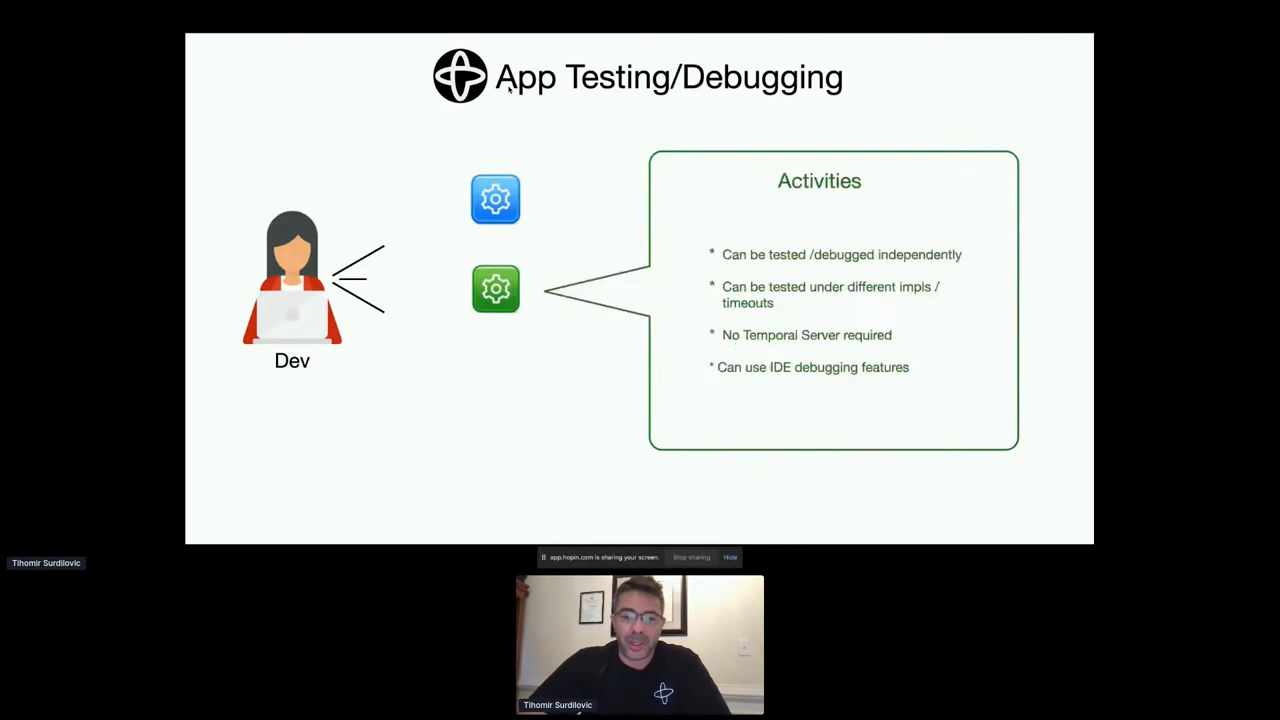 App Testing/Debugging
Activities
* Can be tested /debugged independently
* Can be tested under different impls /
timeouts
* No Temporal Server required
* Can use IDE debugging features
Dev
app.hopin.com is sharing your screen.
Stop sharing
Hide
Tihomir Surdilovic
Tihomir Surdilovic